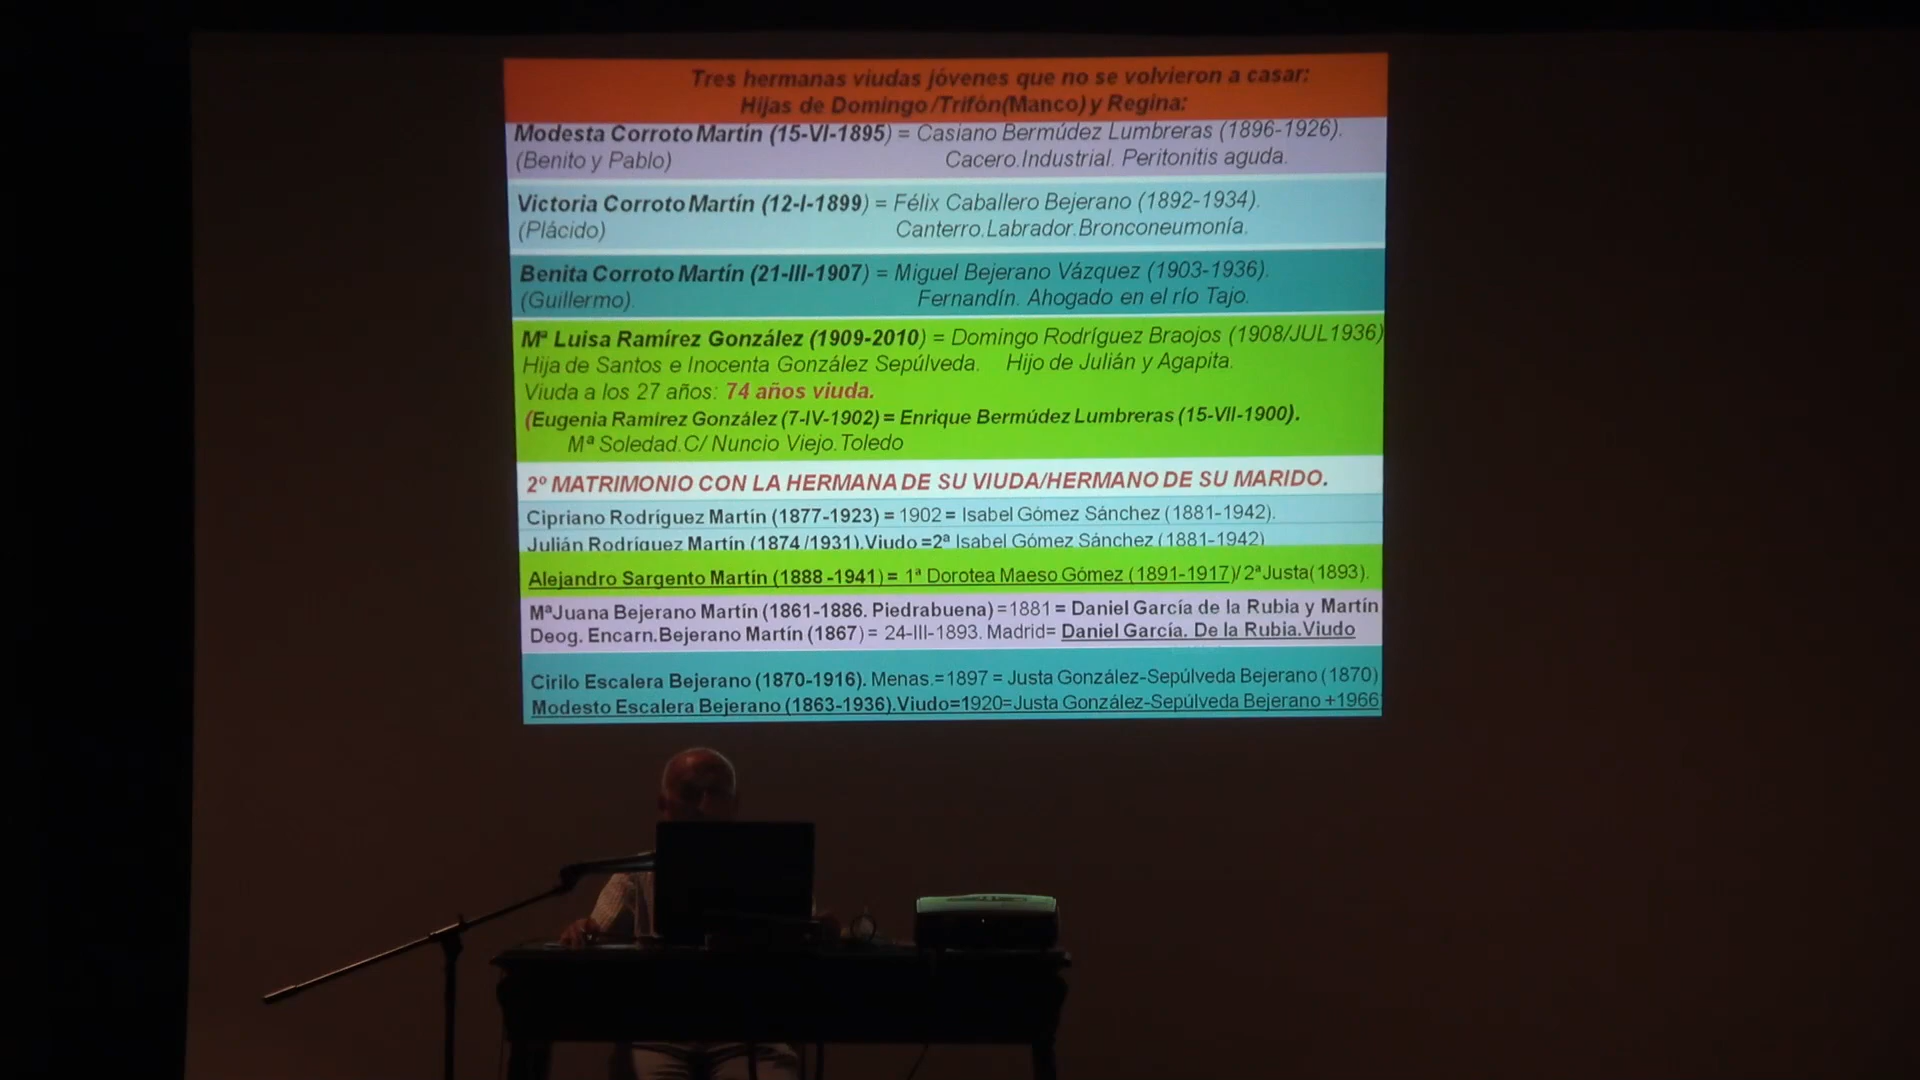 Tres hermanas viudas jóvenes que no se volvieron a casar:
Hijas de Domingo/Trifón(Manco) y Regina:
Modesta Corroto Martín (15-VI-1895) = Casiano Bermúdez Lumbreras (1896-1926).
(Benito y Pablo) Cacero.Industrial. Peritonitis aguda.
Victoria Corroto Martín (12-I-1899) = Félix Caballero Bejerano (1892-1934).
(Plácido) Canterro.Labrador.Bronconeumonía.
Benita Corroto Martín (21-III-1907) = Miguel Bejerano Vázquez (1903-1936).
(Guillermo). Fernandín. Ahogado en el río Tajo.
Mª Luisa Ramírez González (1909-2010) = Domingo Rodríguez Braojos (1908/JUL1936)
Hija de Santos e Inocenta González Sepúlveda. Hijo de Julián y Agapita.
Viuda a los 27 años: 74 años viuda.
(Eugenia Ramírez González (7-IV-1902) = Enrique Bermúdez Lumbreras (15-VII-1900).
Mª Soledad.C/ Nuncio Viejo.Toledo
2º MATRIMONIO CON LA HERMANA DE SU VIUDA/HERMANO DE SU MARIDO.
Cipriano Rodríguez Martín (1877-1923) = 1902 = Isabel Gómez Sánchez (1881-1942).
Julián Rodríguez Martín (1874/1931).Viudo =2ª Isabel Gómez Sánchez (1881-1942)
Alejandro Sargento Martín (1888-1941) = 1ª Dorotea Maeso Gómez (1891-1917)/2ªJusta(1893).
MªJuana Bejerano Martín (1861-1886. Piedrabuena) =1881 = Daniel García de la Rubia y Martín
Deog. Encarn.Bejerano Martín (1867) = 24-III-1893. Madrid= Daniel García. De la Rubia.Viudo
Cirilo Escalera Bejerano (1870-1916). Menas.=1897 = Justa González-Sepúlveda Bejerano (1870)
Modesto Escalera Bejerano (1863-1936).Viudo=1920=Justa González-Sepúlveda Bejerano +1966